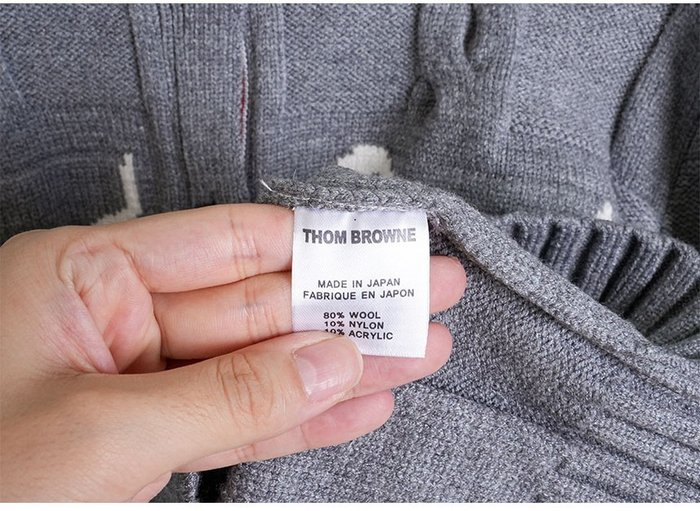 THOM BROWNE
MADE IN JAPAN
FABRIQUE EN JAPON
80% WOOL
10% NYLON
10% ACRYLIC